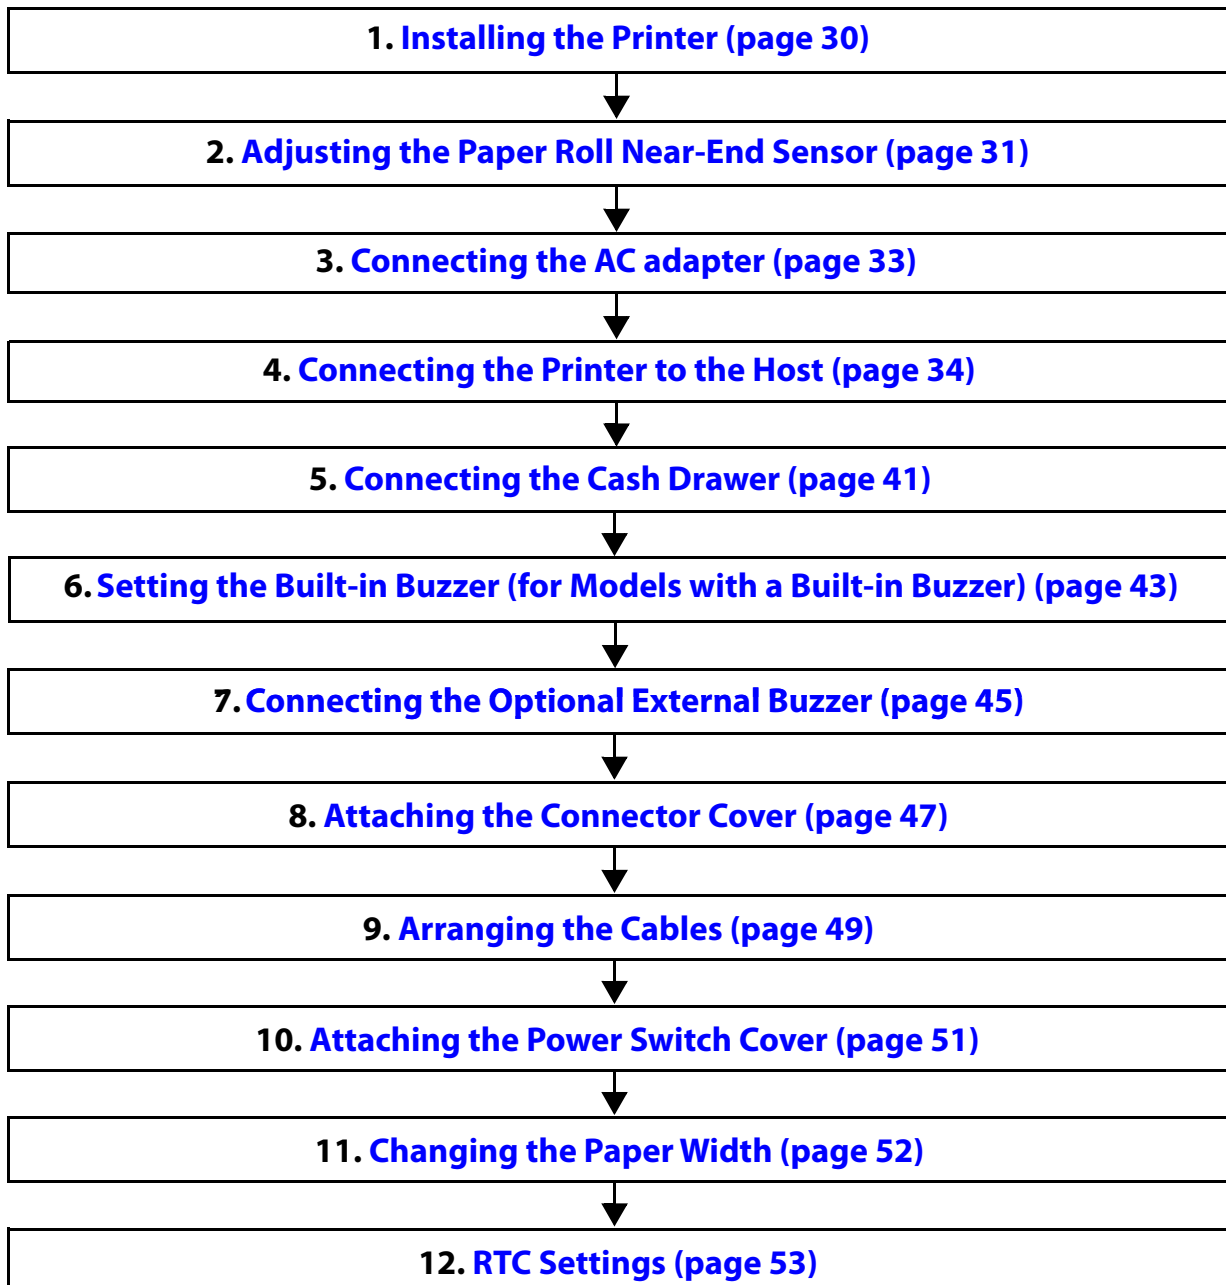 1. Installing the Printer (page 30)
2. Adjusting the Paper Roll Near-End Sensor (page 31)
3. Connecting the AC adapter (page 33)
4. Connecting the Printer to the Host (page 34)
5. Connecting the Cash Drawer (page 41)
6. Setting the Built-in Buzzer (for Models with a Built-in Buzzer) (page 43)
7. Connecting the Optional External Buzzer (page 45)
8. Attaching the Connector Cover (page 47)
9. Arranging the Cables (page 49)
10. Attaching the Power Switch Cover (page 51)
11. Changing the Paper Width (page 52)
12. RTC Settings (page 53)